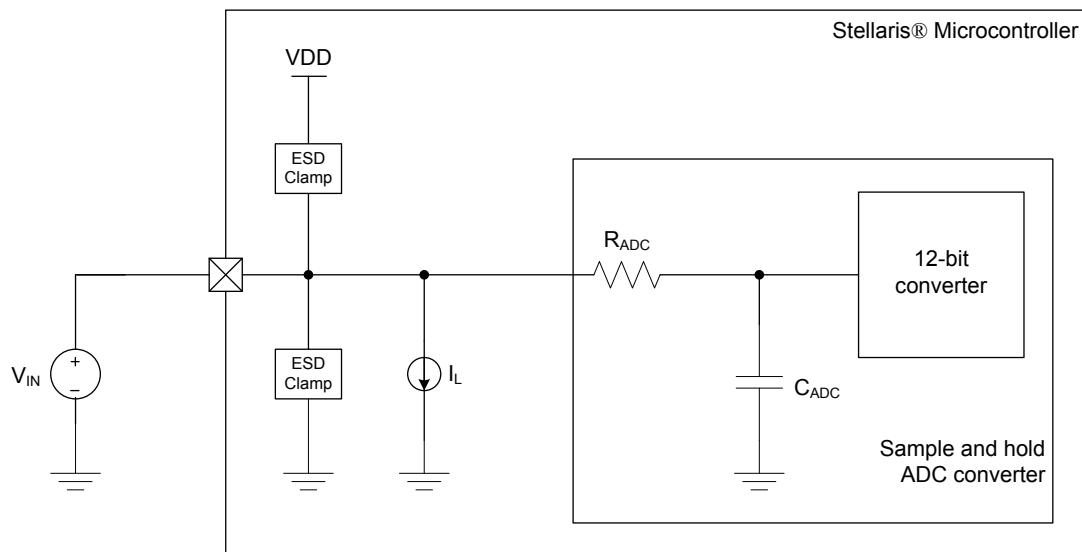 Stellaris® Microcontroller
VDD
ESD
Clamp
R_ADC
12-bit
converter
V_IN
+
–
ESD
Clamp
I_L
C_ADC
Sample and hold
ADC converter